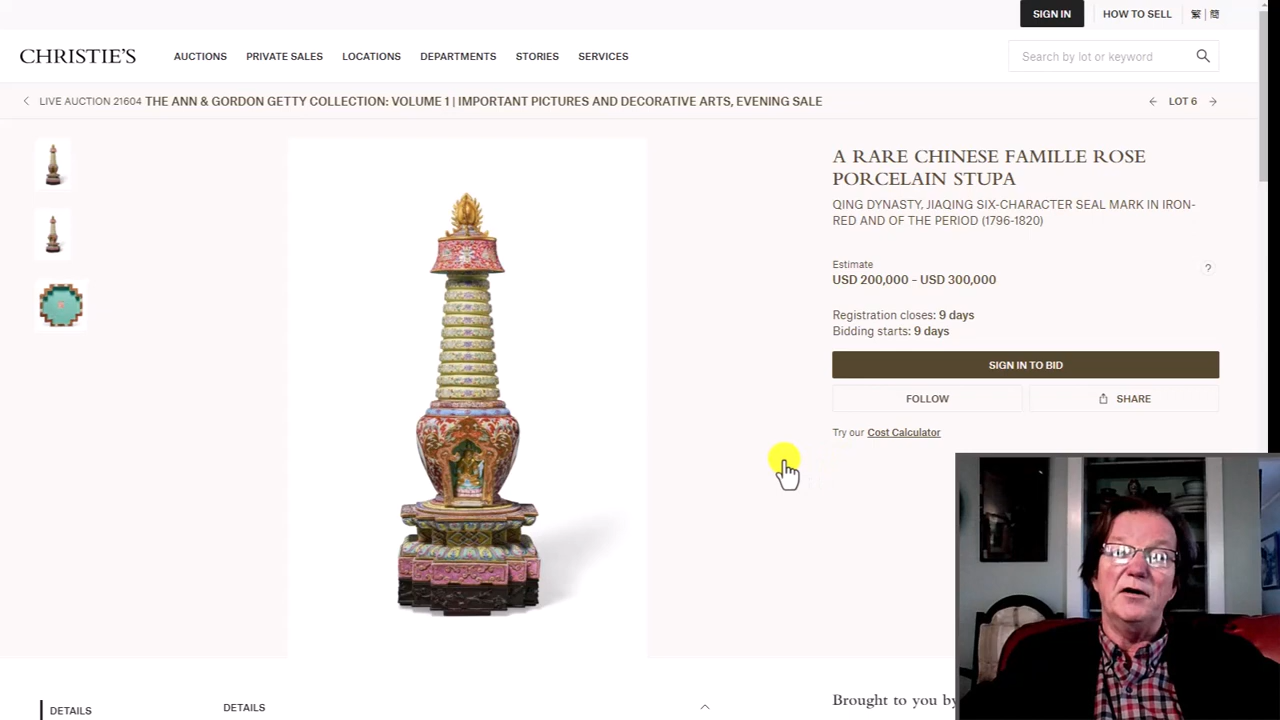 SIGN IN
HOW TO SELL
繁 | 簡
CHRISTIE'S
AUCTIONS
PRIVATE SALES
LOCATIONS
DEPARTMENTS
STORIES
SERVICES
Search by lot or keyword
LIVE AUCTION 21604 THE ANN & GORDON GETTY COLLECTION: VOLUME 1 | IMPORTANT PICTURES AND DECORATIVE ARTS, EVENING SALE
LOT 6
A RARE CHINESE FAMILLE ROSE
PORCELAIN STUPA
QING DYNASTY, JIAQING SIX-CHARACTER SEAL MARK IN IRON-
RED AND OF THE PERIOD (1796-1820)
Estimate
?
USD 200,000 – USD 300,000
Registration closes: 9 days
Bidding starts: 9 days
SIGN IN TO BID
FOLLOW
SHARE
Try our Cost Calculator
Brought to you by
DETAILS
DETAILS